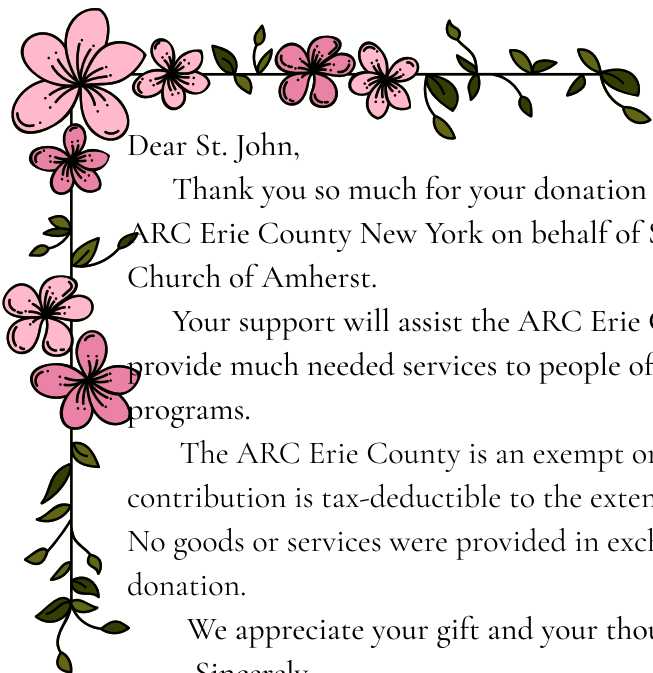 Dear St. John,
Thank you so much for your donation
ARC Erie County New York on behalf of
Church of Amherst.
Your support will assist the ARC Erie
provide much needed services to people of
programs.
The ARC Erie County is an exempt
contribution is tax-deductible to the
No goods or services were provided in
donation.
We appreciate your gift and your
Sincerely